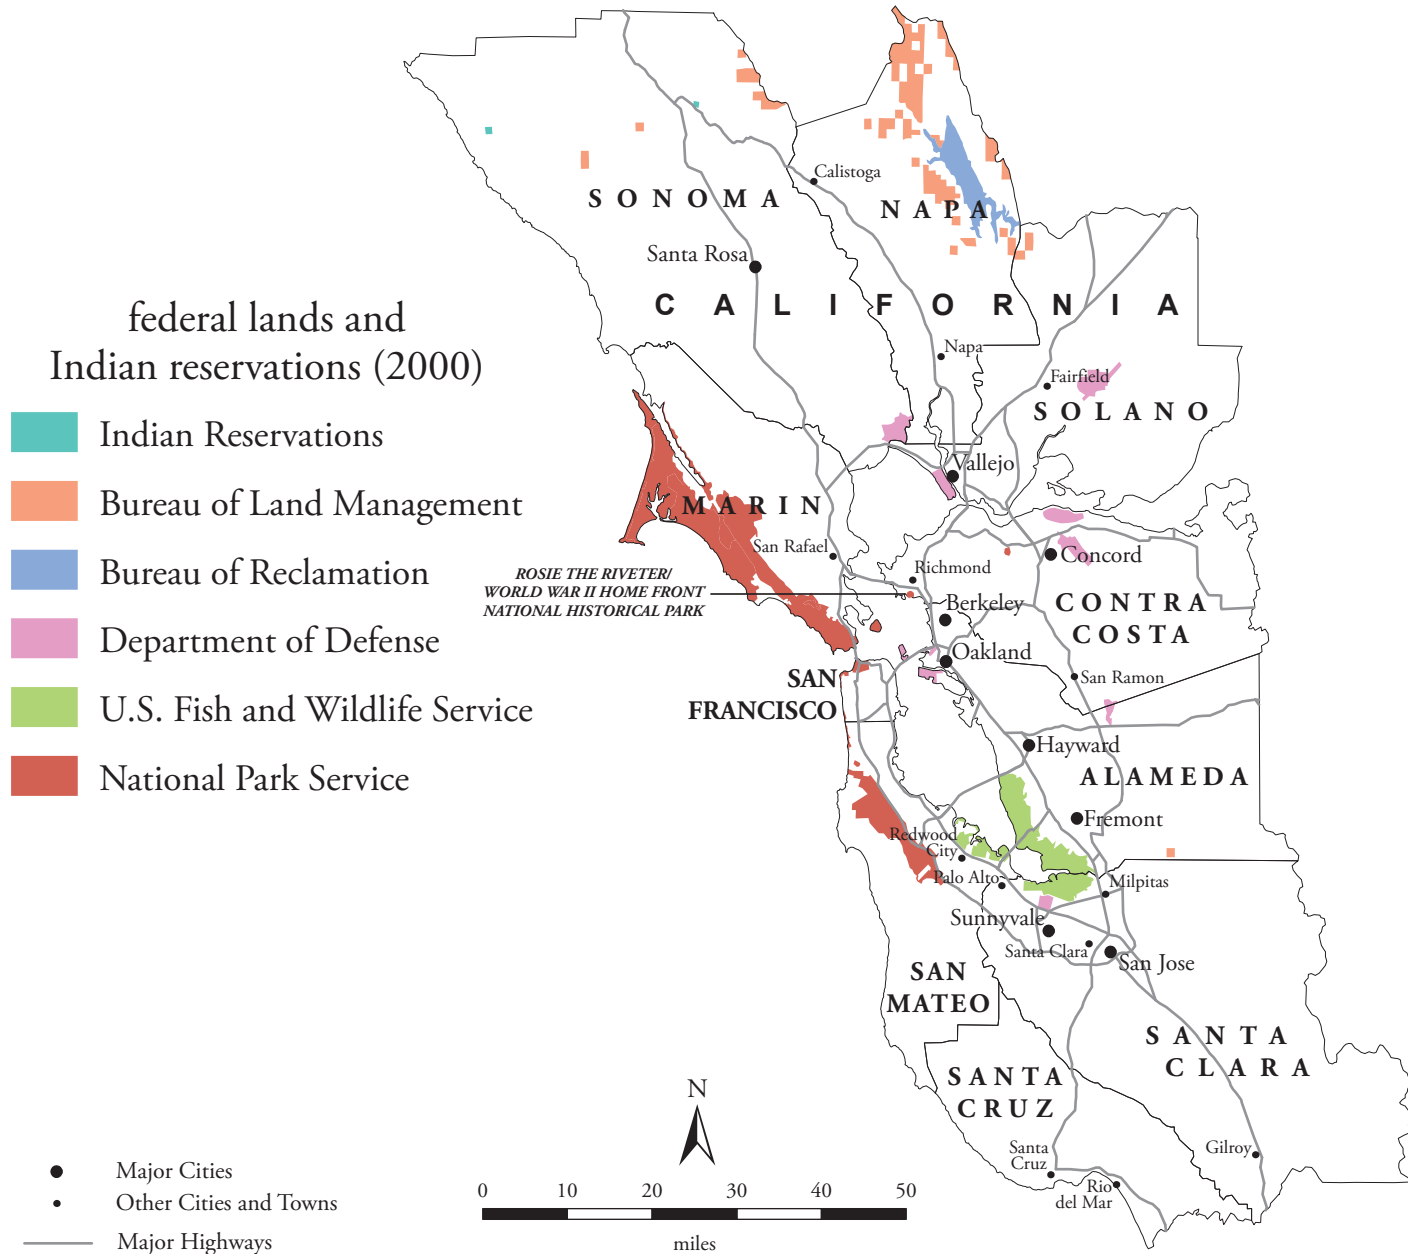 Calistoga
SONOMA
NAPA
Santa Rosa
CALIFORNIA
federal lands and
Indian reservations (2000)
Indian Reservations
Bureau of Land Management
Bureau of Reclamation
Department of Defense
U.S. Fish and Wildlife Service
National Park Service
Napa
Fairfield
SOLANO
Vallejo
MARIN
San Rafael
Concord
Richmond
ROSIE THE RIVETER/
WORLD WAR II HOME FRONT
NATIONAL HISTORICAL PARK
Berkeley
CONTRA
COSTA
Oakland
SAN
FRANCISCO
San Ramon
Hayward
ALAMEDA
Fremont
Redwood
City
Palo Alto
Milpitas
Sunnyvale
Santa Clara
San Jose
SAN
MATEO
SANTA
CLARA
SANTA
CRUZ
Santa
Cruz
Gilroy
Rio
del Mar
N
0 10 20 30 40 50
miles
Major Cities
Other Cities and Towns
Major Highways